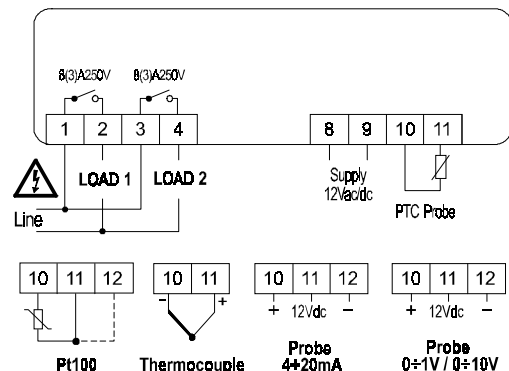 8(3)A250V 8(3)A250V
1 2 3 4 8 9 10 11
LOAD 1 LOAD 2 Supply
12Vac/dc
PTC Probe
Line
10 11 12 10 11 10 11 12 10 11 12
- + + 12Vdc - + 12Vdc -
Pt100 Thermocouple Probe
4÷20mA Probe
0÷1V / 0÷10V